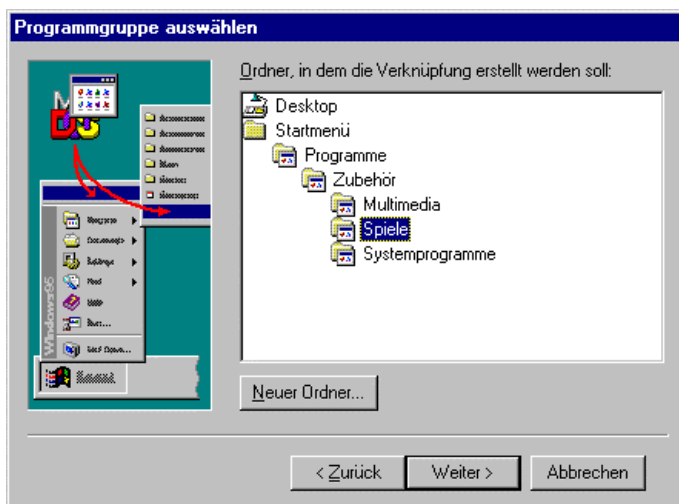 Programmgruppe auswählen
Ordner, in dem die Verknüpfung erstellt werden soll:
Desktop
Startmenü
Programme
Zubehör
Multimedia
Spiele
Systemprogramme
Windows95
Neuer Ordner...
< Zurück
Weiter >
Abbrechen